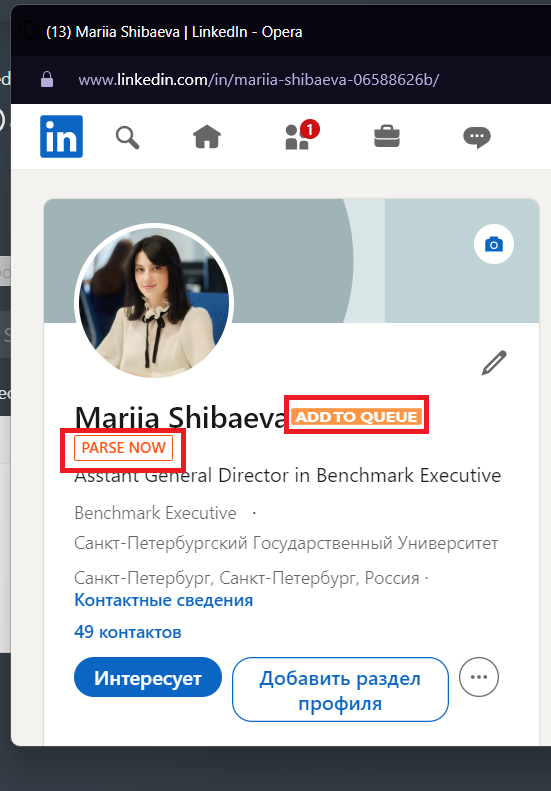 (13) Mariia Shibaeva | LinkedIn - Opera
www.linkedin.com/in/mariia-shibaeva-06588626b/
in
1
Mariia Shibaeva ADD TO QUEUE
PARSE NOW
Asstant General Director in Benchmark Executive
Benchmark Executive ·
Санкт-Петербургский Государственный Университет
Санкт-Петербург, Санкт-Петербург, Россия ·
Контактные сведения
49 контактов
Интересует
Добавить раздел
профиля